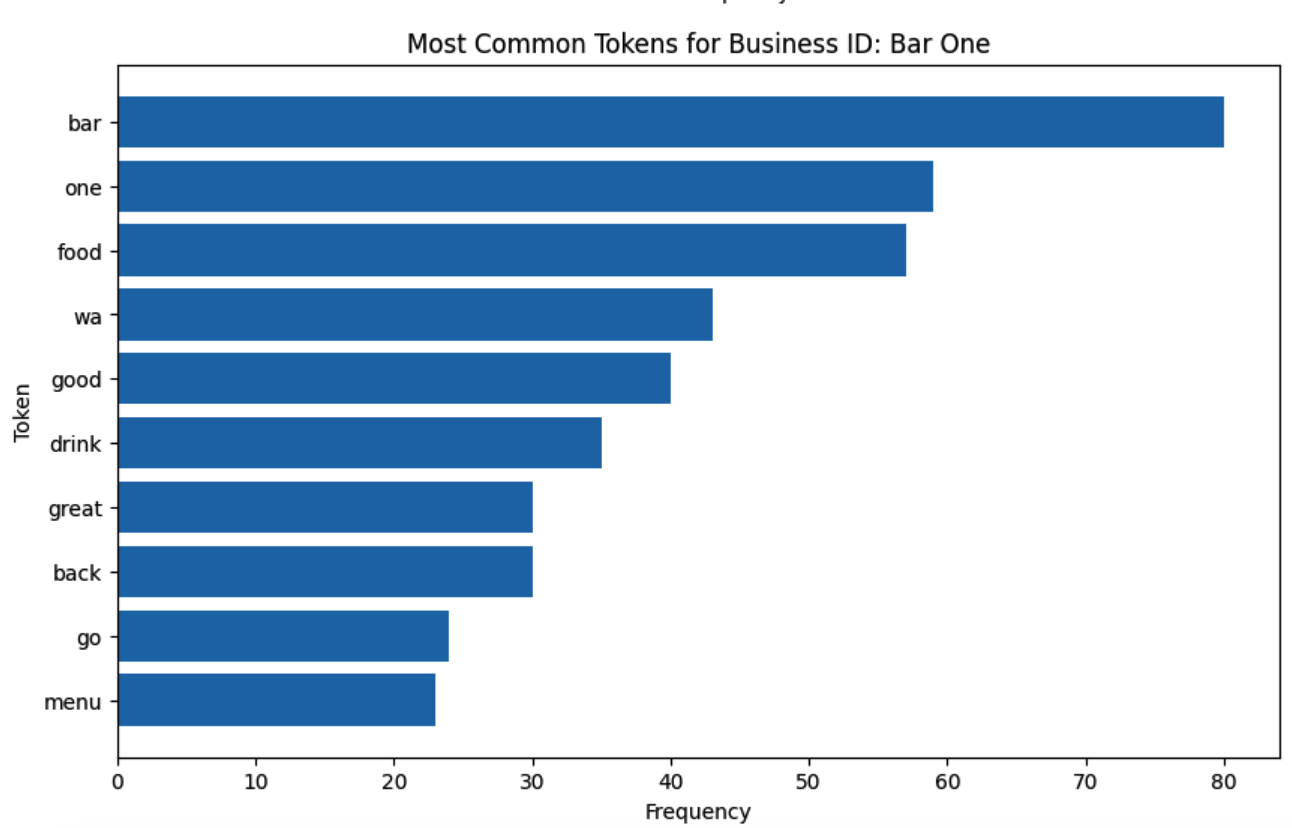 Most Common Tokens for Business ID: Bar One
bar
one
food
wa
good
drink
great
back
go
menu
Token
0 10 20 30 40 50 60 70 80
Frequency